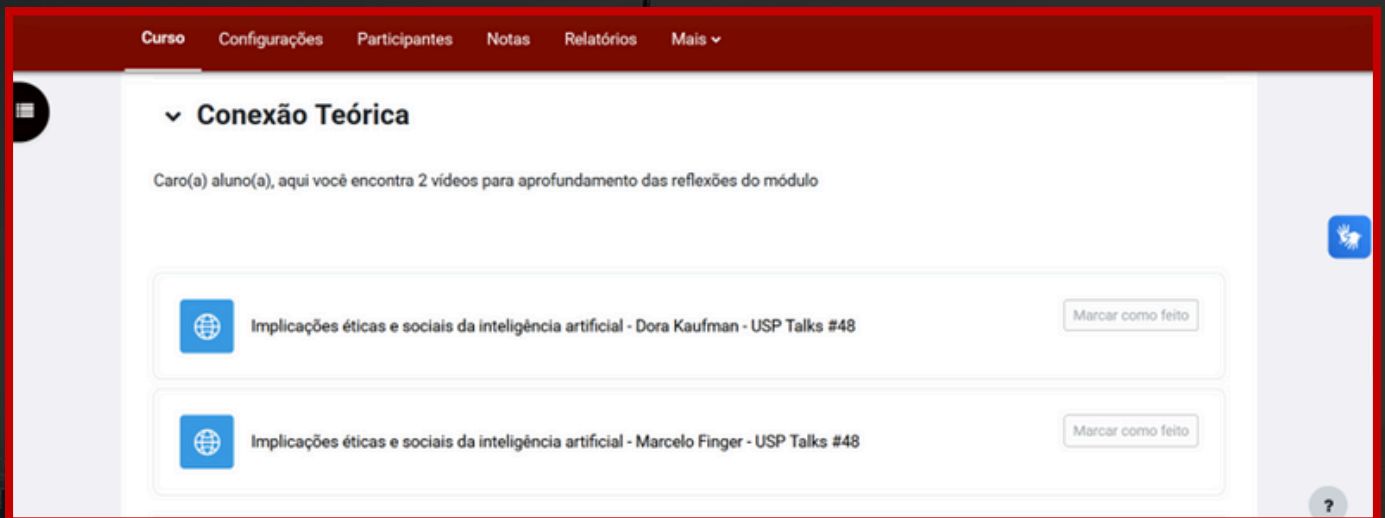 Curso Configurações Participantes Notas Relatórios Mais
Conexão Teórica
Caro(a) aluno(a), aqui você encontra 2 vídeos para aprofundamento das reflexões do módulo
Implicações éticas e sociais da inteligência artificial - Dora Kaufman - USP Talks #48
Marcar como feito
Implicações éticas e sociais da inteligência artificial - Marcelo Finger - USP Talks #48
Marcar como feito
?